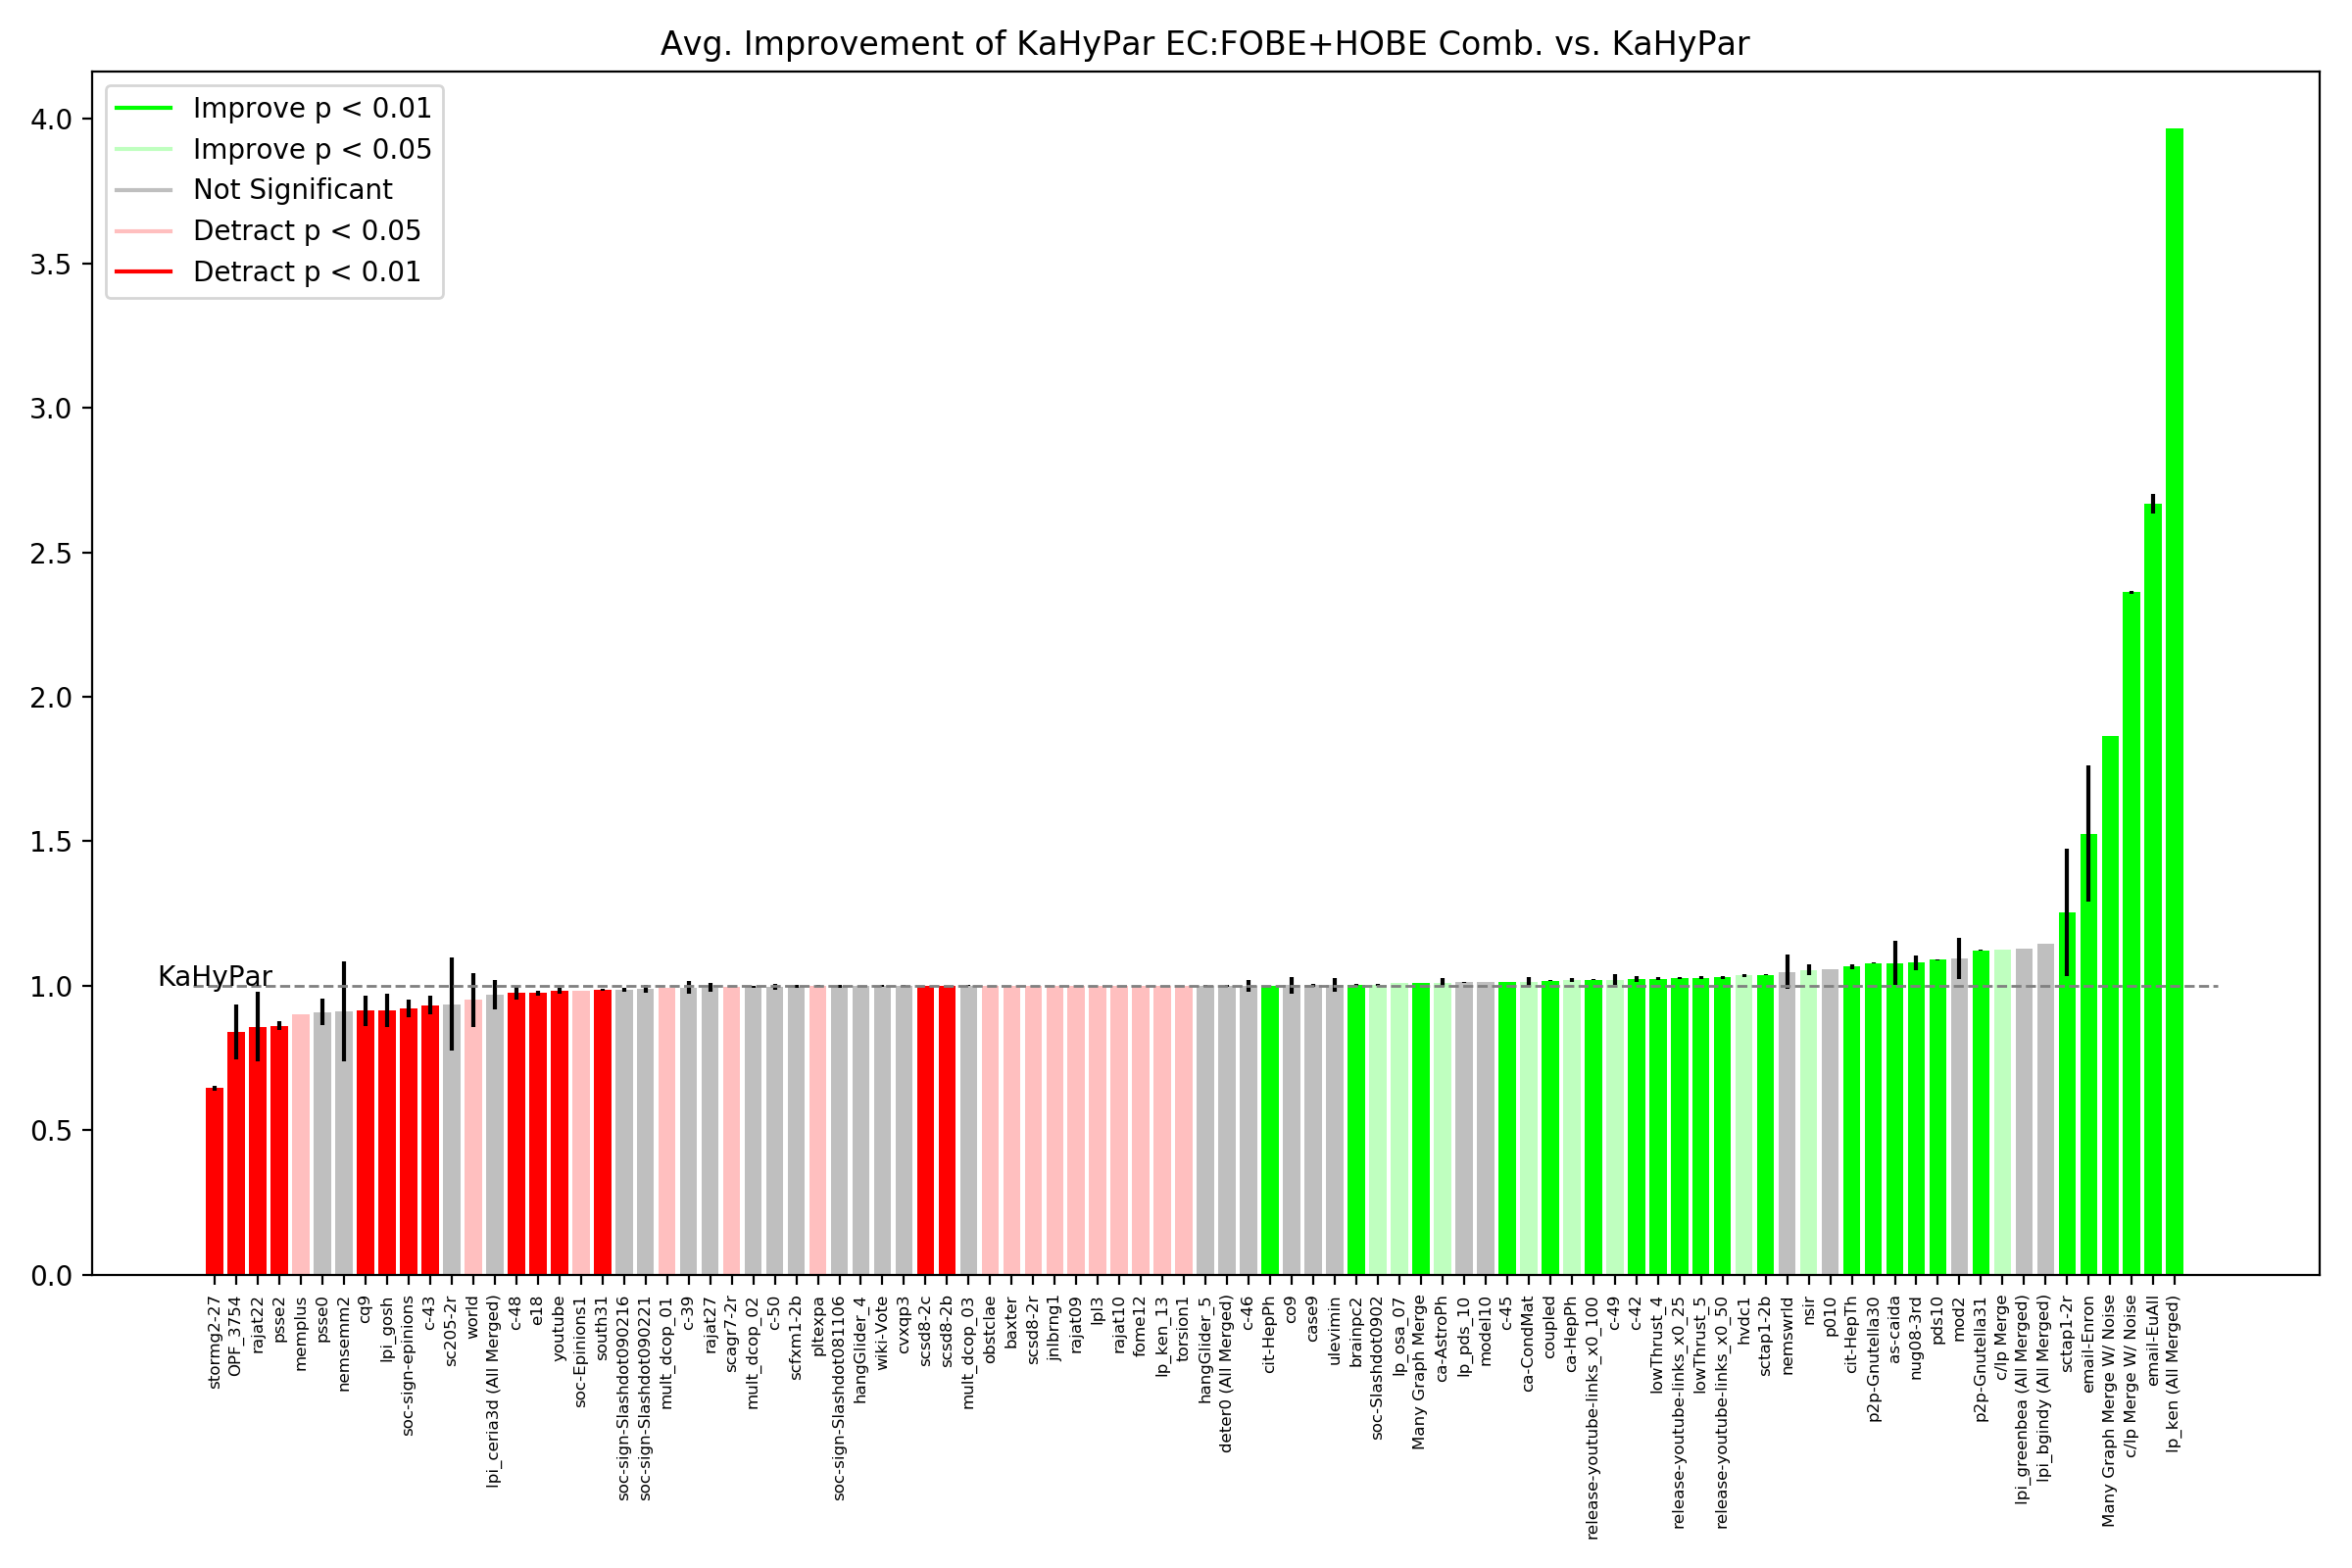 Avg. Improvement of KaHyPar EC:FOBE+HOBE Comb. vs. KaHyPar
Improve p < 0.01
Improve p < 0.05
Not Significant
Detract p < 0.05
Detract p < 0.01
4.0
3.5
3.0
2.5
2.0
1.5
1.0
0.5
0.0
KaHyPar
stormg2-27
OPF_3754
rajat22
psse2
memplus
psse0
nemsemm2
cq9
lpi_gosh
soc-sign-epinions
c-43
sc205-2r
world
lpi_ceria3d (All Merged)
c-48
e18
youtube
soc-Epinions1
south31
soc-sign-Slashdot090216
soc-sign-Slashdot090221
mult_dcop_01
c-39
rajat27
scagr7-2r
mult_dcop_02
c-50
scfxm1-2b
pltexpa
soc-sign-Slashdot081106
hangGlider_4
wiki-Vote
cvxqp3
scsd8-2c
scsd8-2b
mult_dcop_03
obstclae
baxter
scsd8-2r
jnlbrng1
rajat09
lpl3
rajat10
fome12
lp_ken_13
torsion1
hangGlider_5
deter0 (All Merged)
c-46
cit-HepPh
co9
case9
ulevimin
brainpc2
soc-Slashdot0902
lp_osa_07
Many Graph Merge
ca-AstroPh
lp_pds_10
model10
c-45
ca-CondMat
coupled
ca-HepPh
release-youtube-links_x0_100
c-49
c-42
lowThrust_4
release-youtube-links_x0_25
lowThrust_5
release-youtube-links_x0_50
hvdc1
sctap1-2b
nemswrld
nsir
p010
cit-HepTh
p2p-Gnutella30
as-caida
nug08-3rd
pds10
mod2
p2p-Gnutella31
c/lp Merge
lpi_greenbea (All Merged)
lpi_bgindy (All Merged)
sctap1-2r
email-Enron
Many Graph Merge W/ Noise
c/lp Merge W/ Noise
email-EuAll
lp_ken (All Merged)